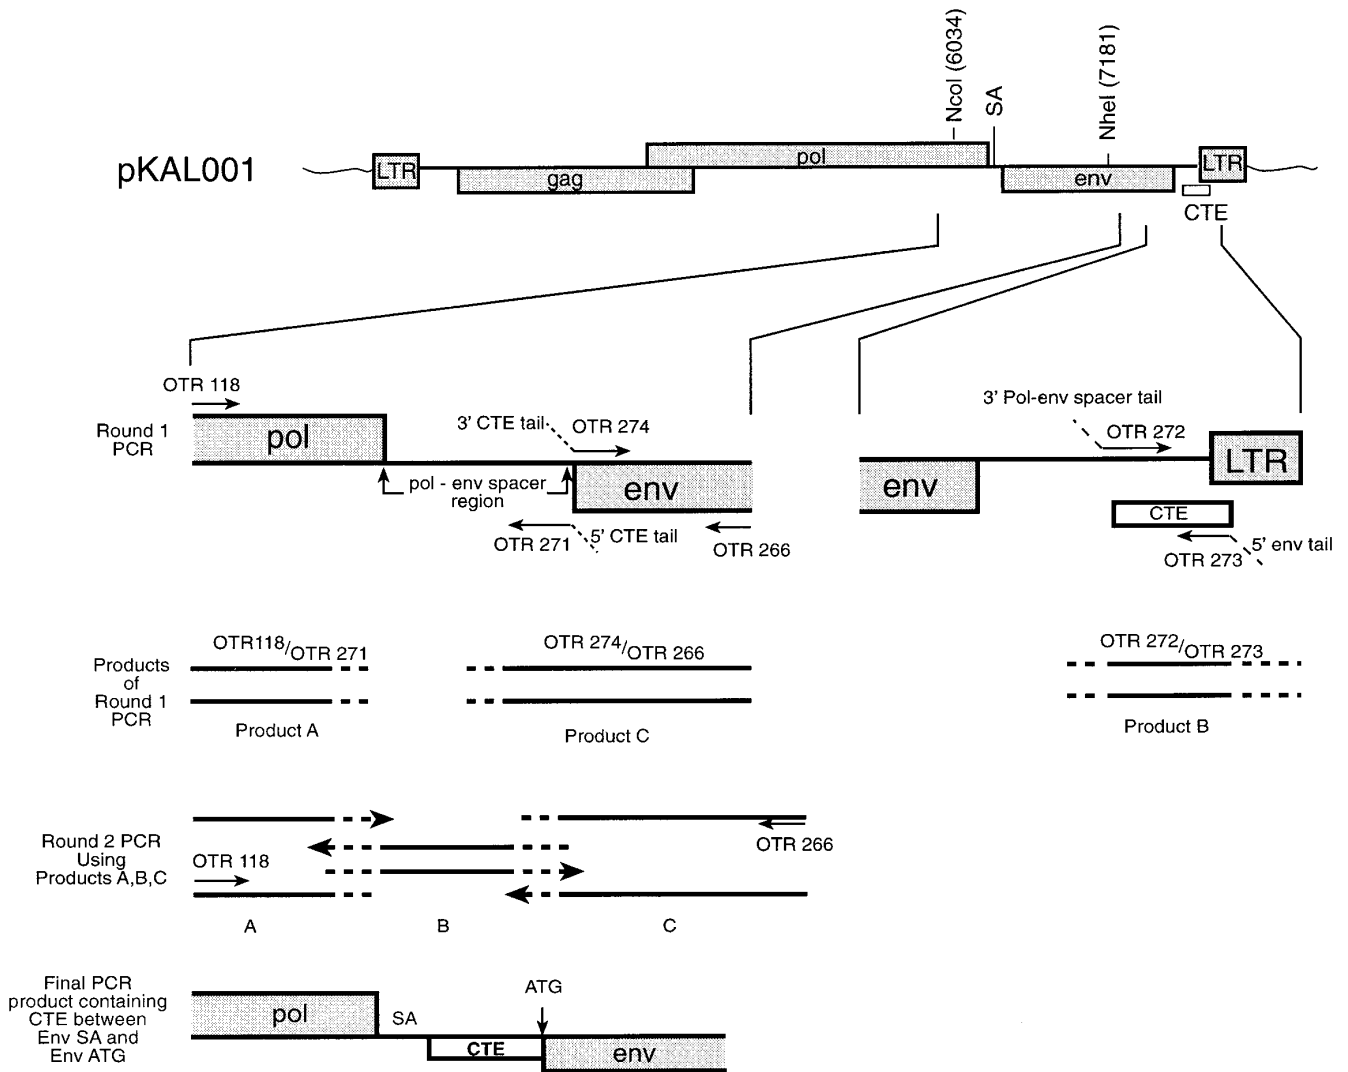 NcoI (6034)
SA
NheI (7181)
pKAL001
LTR
gag
pol
env
LTR
CTE
OTR 118
Round 1
PCR
pol
3' CTE tail
OTR 274
pol - env spacer
region
env
OTR 271
5' CTE tail
OTR 266
3' Pol-env spacer tail
OTR 272
env
LTR
CTE
OTR 273
5' env tail
Products
of
Round 1
PCR
OTR118/OTR 271
Product A
OTR 274/OTR 266
Product C
OTR 272/OTR 273
Product B
Round 2 PCR
Using
Products A,B,C
OTR 118
OTR 266
A
B
C
Final PCR
product containing
CTE between
Env SA and
Env ATG
pol
SA
CTE
ATG
env